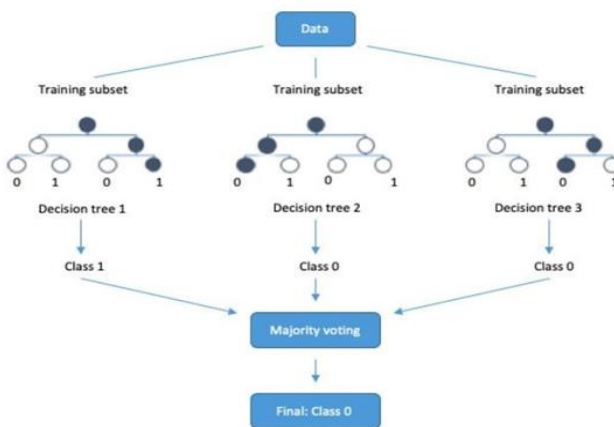 Data
Training subset Training subset Training subset
0 1 0 1 0 1 0 1 0 1 0 1
Decision tree 1 Decision tree 2 Decision tree 3
Class 1 Class 0 Class 0
Majority voting
Final: Class 0